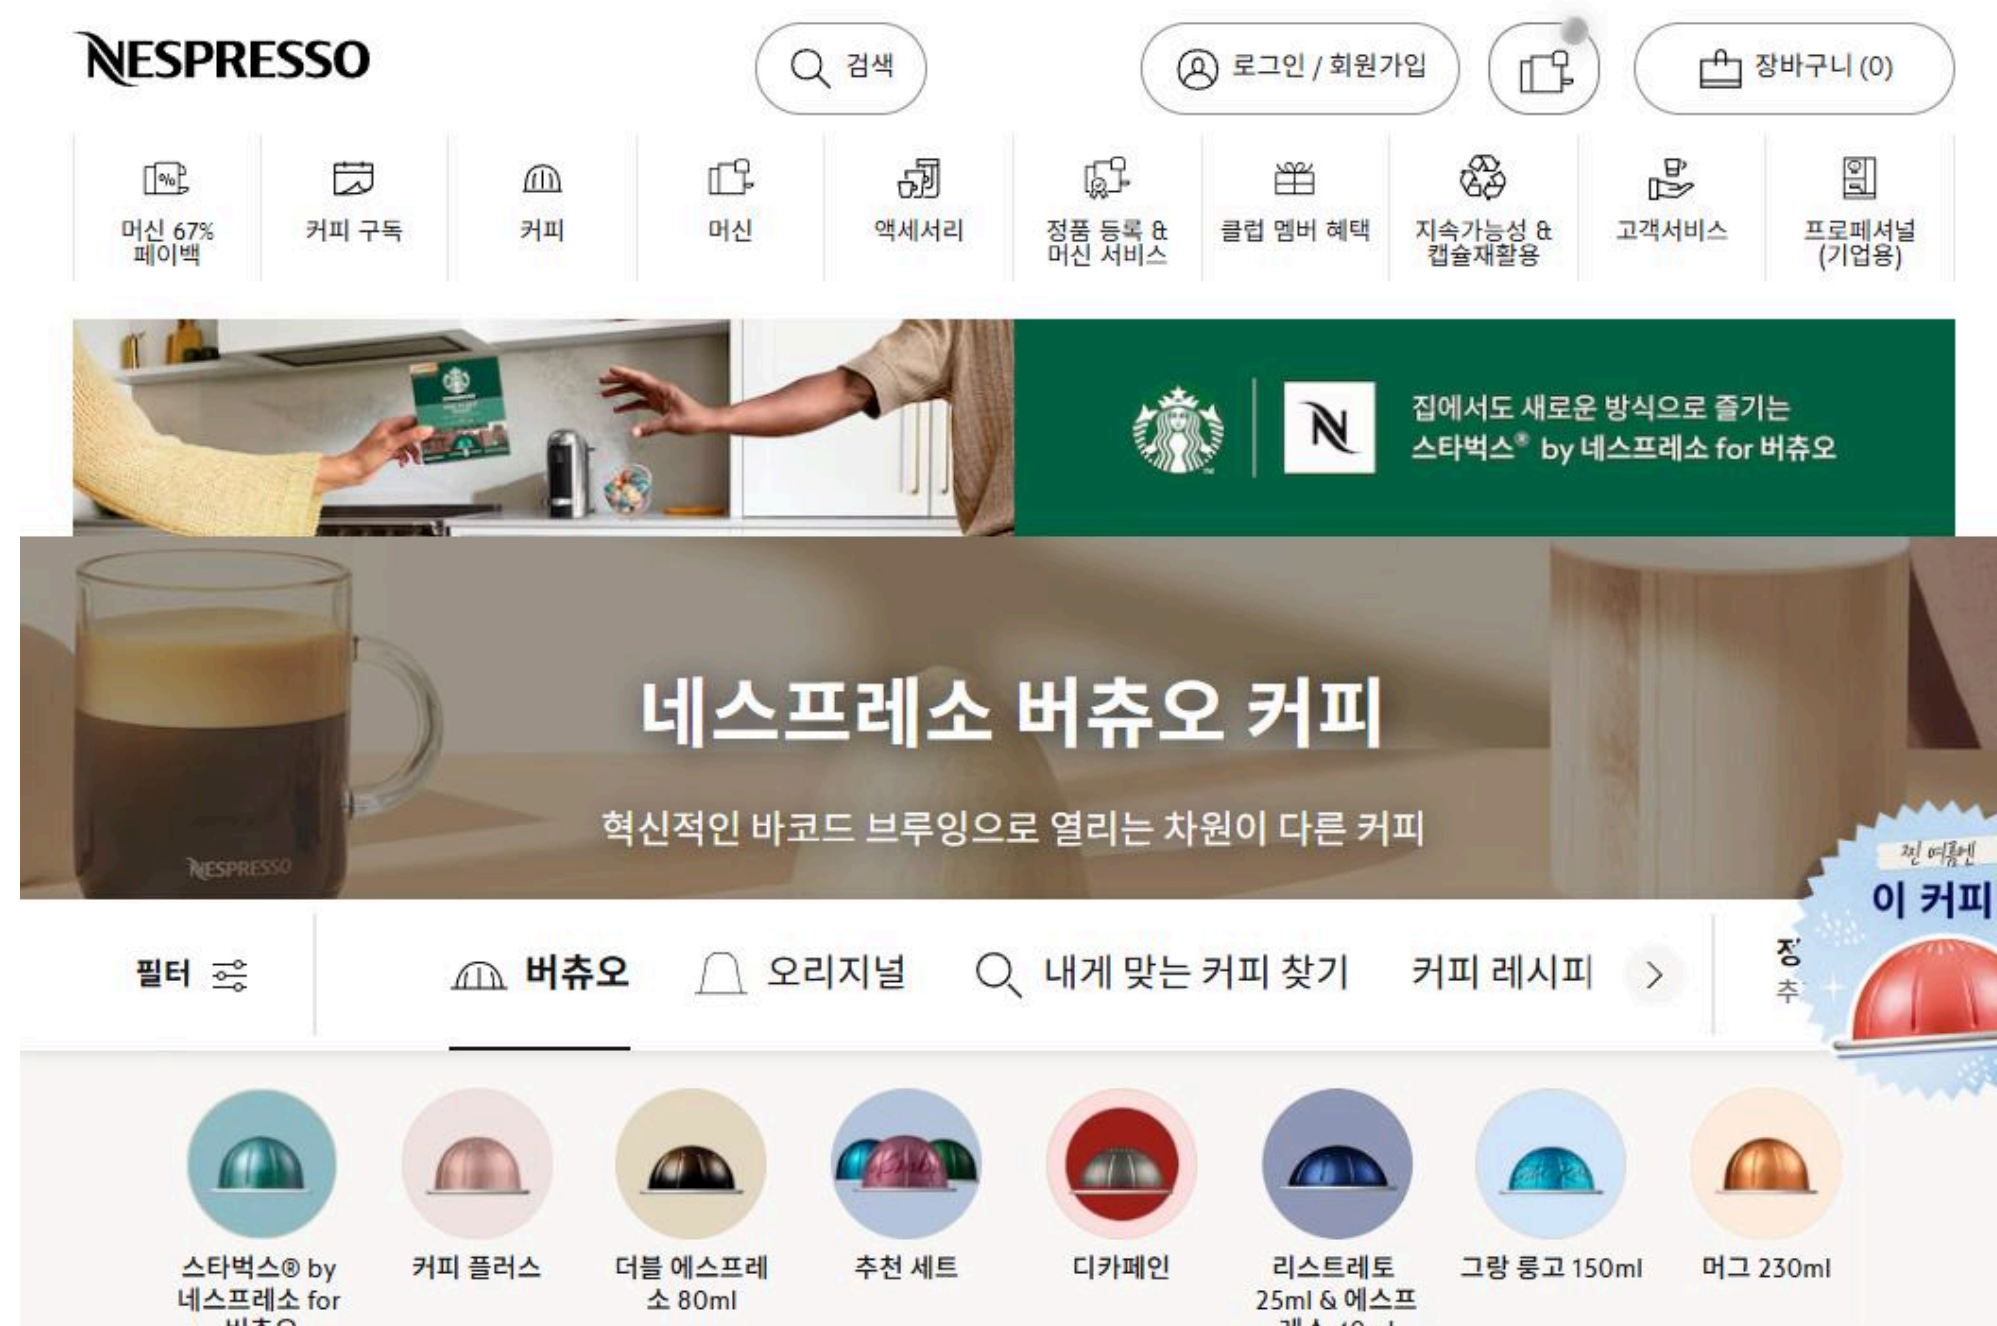 NESPRESSO
검색
로그인 / 회원가입
장바구니 (0)
머신 67%
페이백
커피 구독
커피
머신
액세서리
정품 등록 &
머신 서비스
클럽 멤버 혜택
지속가능성 &
캡슐재활용
고객서비스
프로페셔널
(기업용)
N
집에서도 새로운 방식으로 즐기는
스타벅스® by 네스프레소 for 버츄오
네스프레소 버츄오 커피
혁신적인 바코드 브루잉으로 열리는 차원이 다른 커피
NESPRESSO
찐 여름엔
이 커피
필터
버츄오
오리지널
내게 맞는 커피 찾기
커피 레시피
추
스타벅스® by
네스프레소 for
버츄오
커피 플러스
더블 에스프레
소 80ml
추천 세트
디카페인
리스트레토
25ml & 에스프
그랑 룽고 150ml
머그 230ml